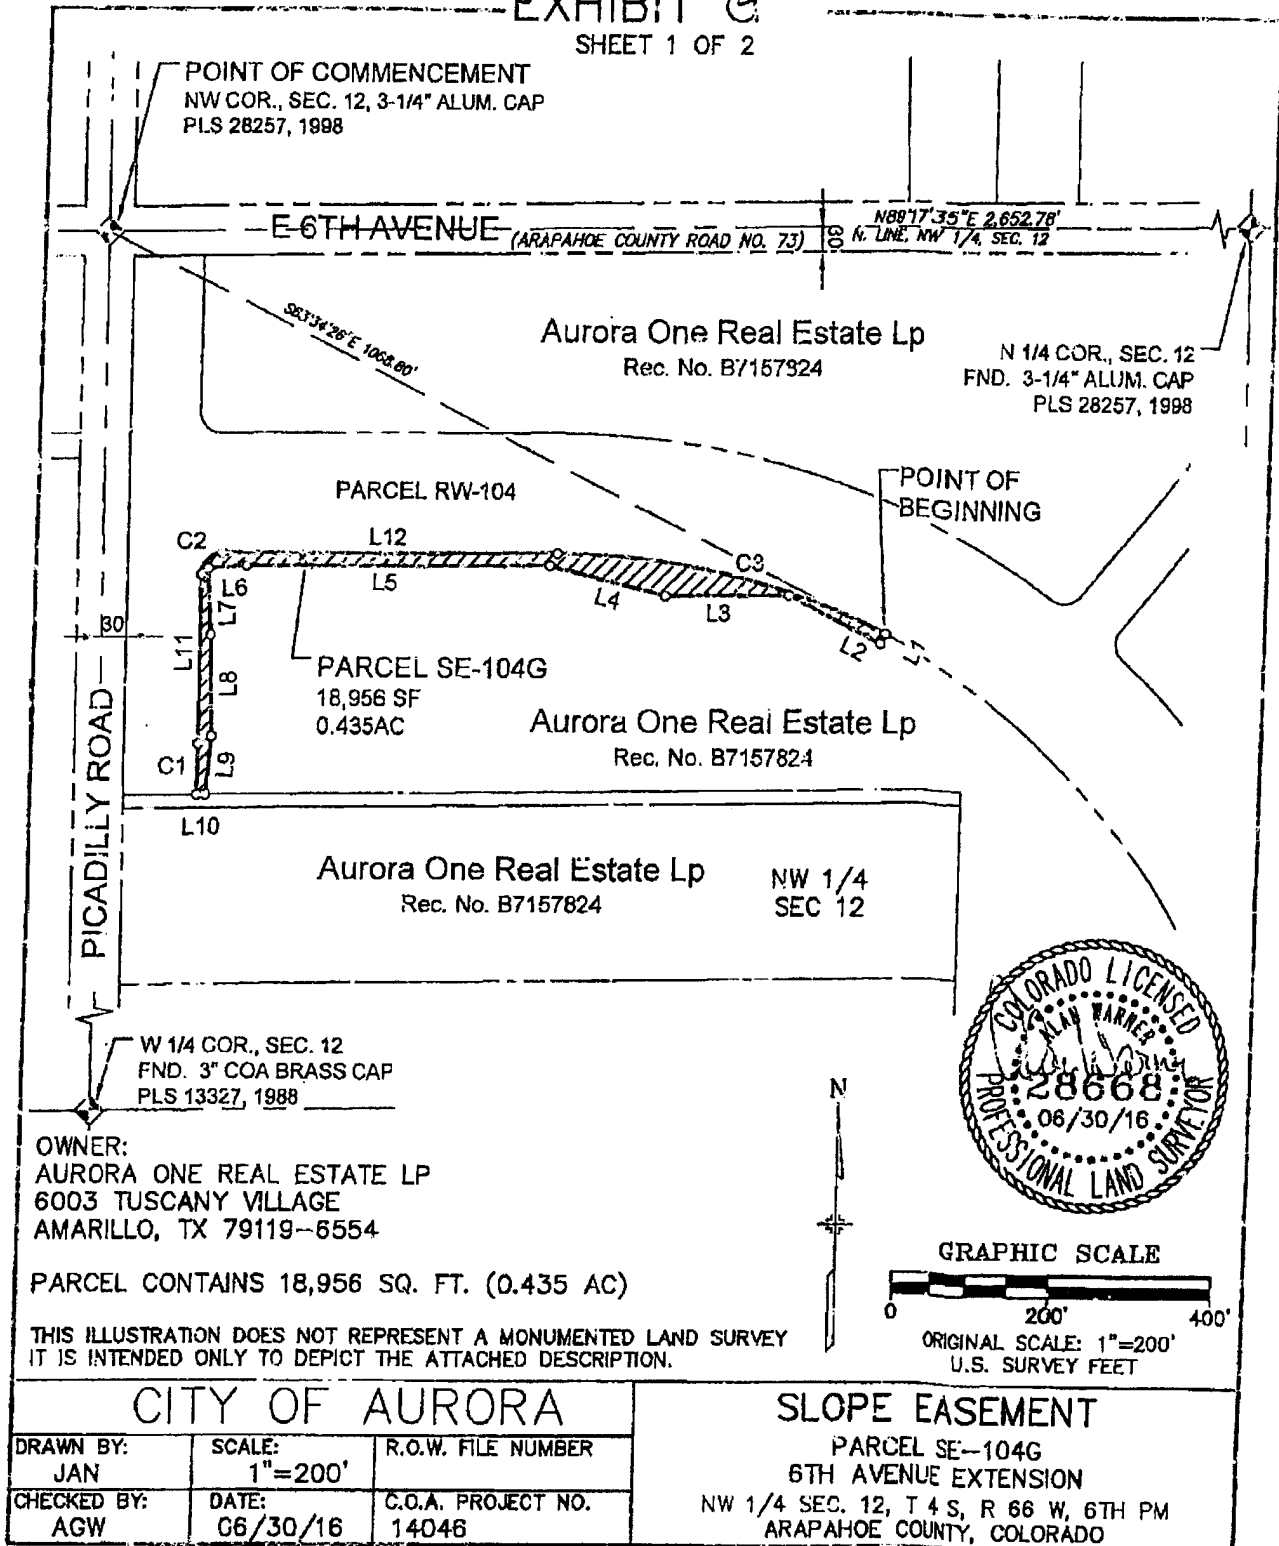 EXHIBIT G
SHEET 1 OF 2
POINT OF COMMENCEMENT
NW COR., SEC. 12, 3-1/4" ALUM. CAP
PLS 28257, 1998
E 6TH AVENUE (ARAPAHOE COUNTY ROAD NO. 73)
60
N89°17'35"E 2,652.78'
N. LINE, NW 1/4, SEC. 12
S63°34'26"E 1068.80'
Aurora One Real Estate Lp
Rec. No. B7157824
N 1/4 COR., SEC. 12
FND. 3-1/4" ALUM. CAP
PLS 28257, 1998
PARCEL RW-104
POINT OF
BEGINNING
C2
L12
C3
L6
L5
L4
L3
L2
L1
L7
30
L11
L8
PARCEL SE-104G
18,956 SF
0.435AC
Aurora One Real Estate Lp
Rec. No. B7157824
C1
L9
L10
PICADILLY ROAD
Aurora One Real Estate Lp
Rec. No. B7157824
NW 1/4
SEC 12
W 1/4 COR., SEC. 12
FND. 3" COA BRASS CAP
PLS 13327, 1988
COLORADO LICENSED
ALAN WARNER
28668
06/30/16
PROFESSIONAL LAND SURVEYOR
N
OWNER:
AURORA ONE REAL ESTATE LP
6003 TUSCANY VILLAGE
AMARILLO, TX 79119-6554
PARCEL CONTAINS 18,956 SQ. FT. (0.435 AC)
GRAPHIC SCALE
0 200' 400'
ORIGINAL SCALE: 1"=200'
U.S. SURVEY FEET
THIS ILLUSTRATION DOES NOT REPRESENT A MONUMENTED LAND SURVEY
IT IS INTENDED ONLY TO DEPICT THE ATTACHED DESCRIPTION.
CITY OF AURORA
DRAWN BY:
JAN
SCALE:
1"=200'
R.O.W. FILE NUMBER
CHECKED BY:
AGW
DATE:
06/30/16
C.O.A. PROJECT NO.
14046
SLOPE EASEMENT
PARCEL SE-104G
6TH AVENUE EXTENSION
NW 1/4 SEC. 12, T 4 S, R 66 W, 6TH PM
ARAPAHOE COUNTY, COLORADO